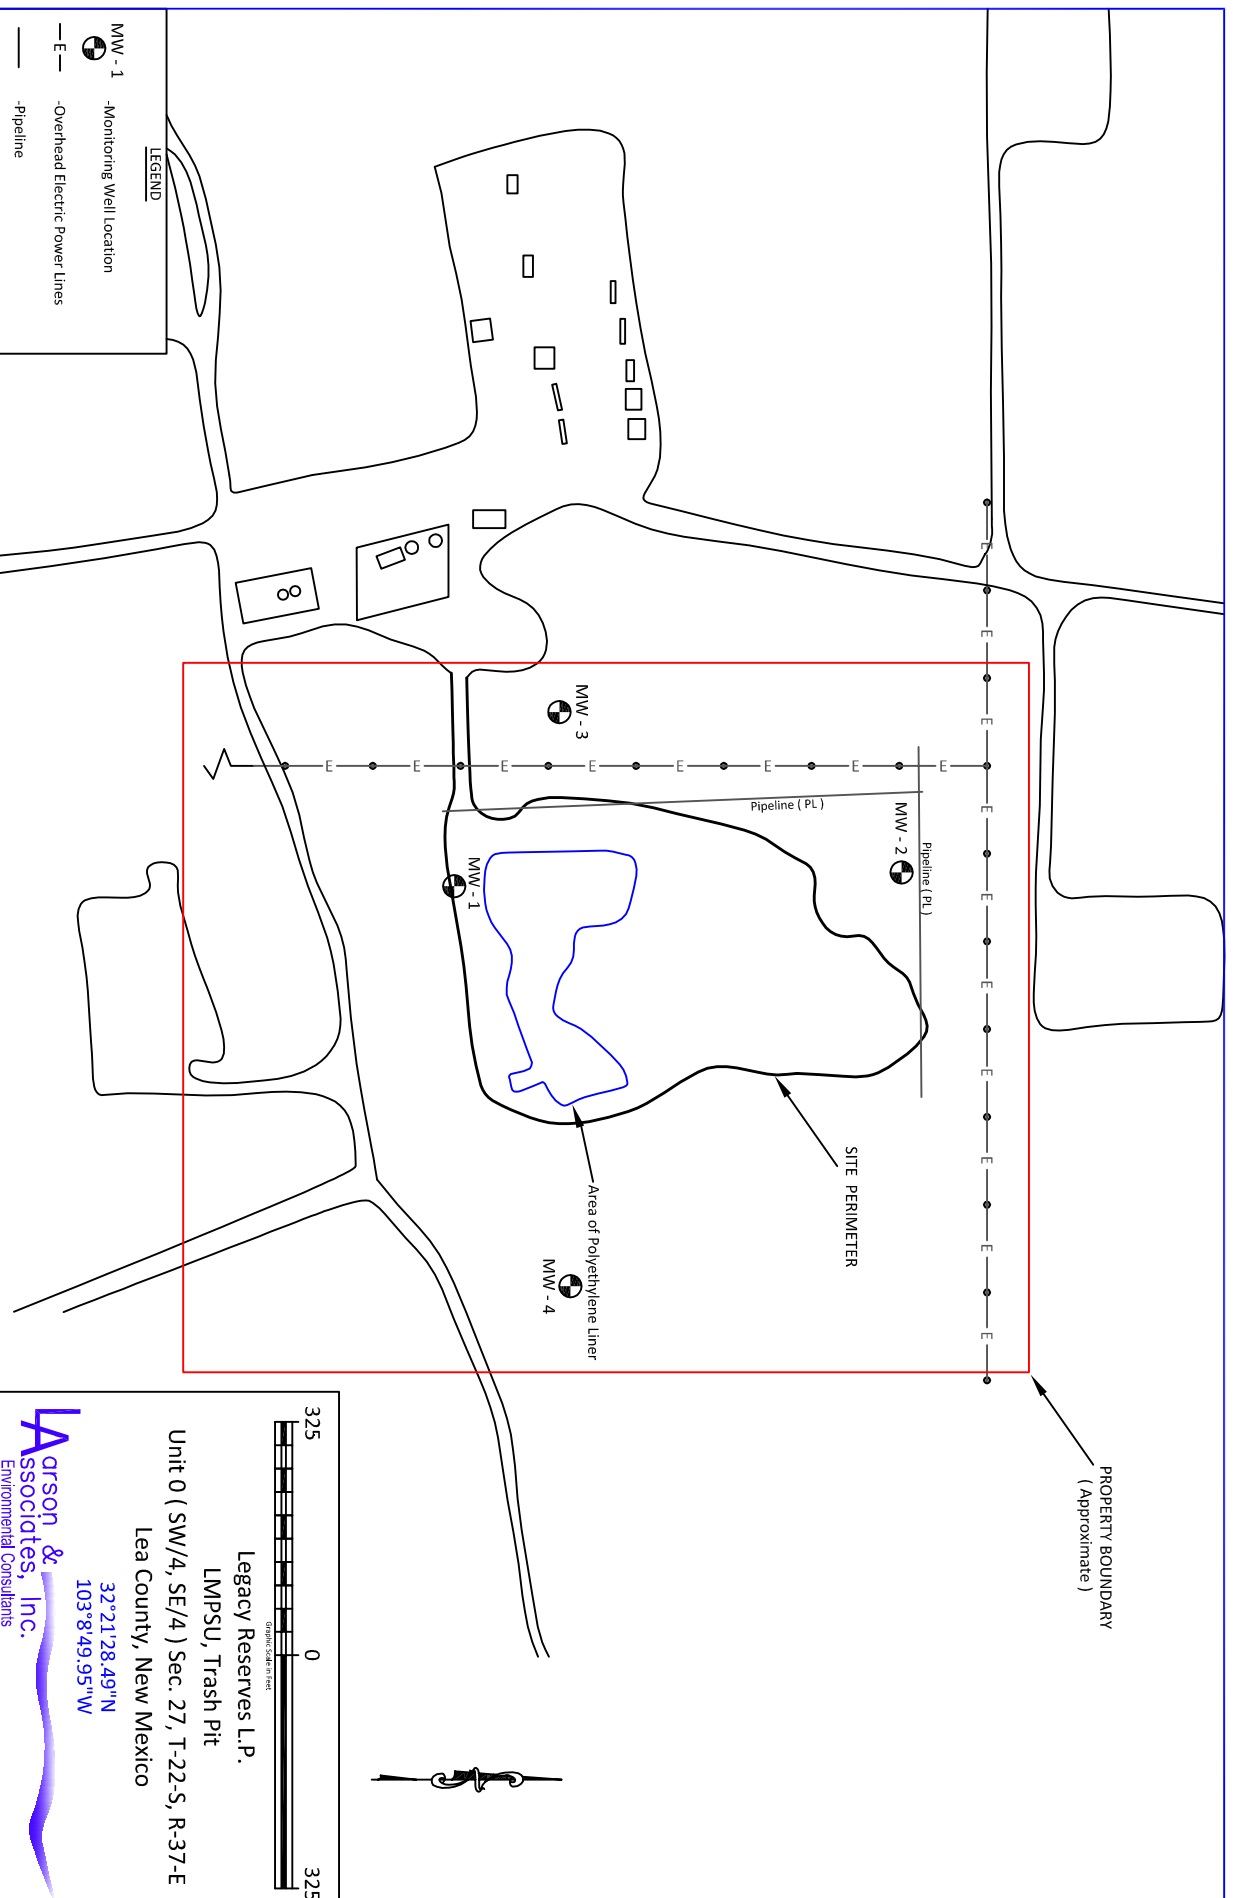 PROPERTY BOUNDARY
( Approximate )
E
E
E
E
E
E
E
E
E
E
Pipeline ( PL )
MW - 2
E
E
E
E
E
E
E
E
SITE PERIMETER
Pipeline ( PL )
MW - 3
Area of Polyethylene Liner
MW - 4
MW - 1
LEGEND
MW - 1
-Monitoring Well Location
E
-Overhead Electric Power Lines
-Pipeline
325
0
325
Graphic Scale in Feet
Legacy Reserves L.P.
LMPSU, Trash Pit
Unit 0 ( SW/4, SE/4 ) Sec. 27, T-22-S, R-37-E
Lea County, New Mexico
32°21'28.49"N
103°8'49.95"W
Larson &
Associates, Inc.
Environmental Consultants